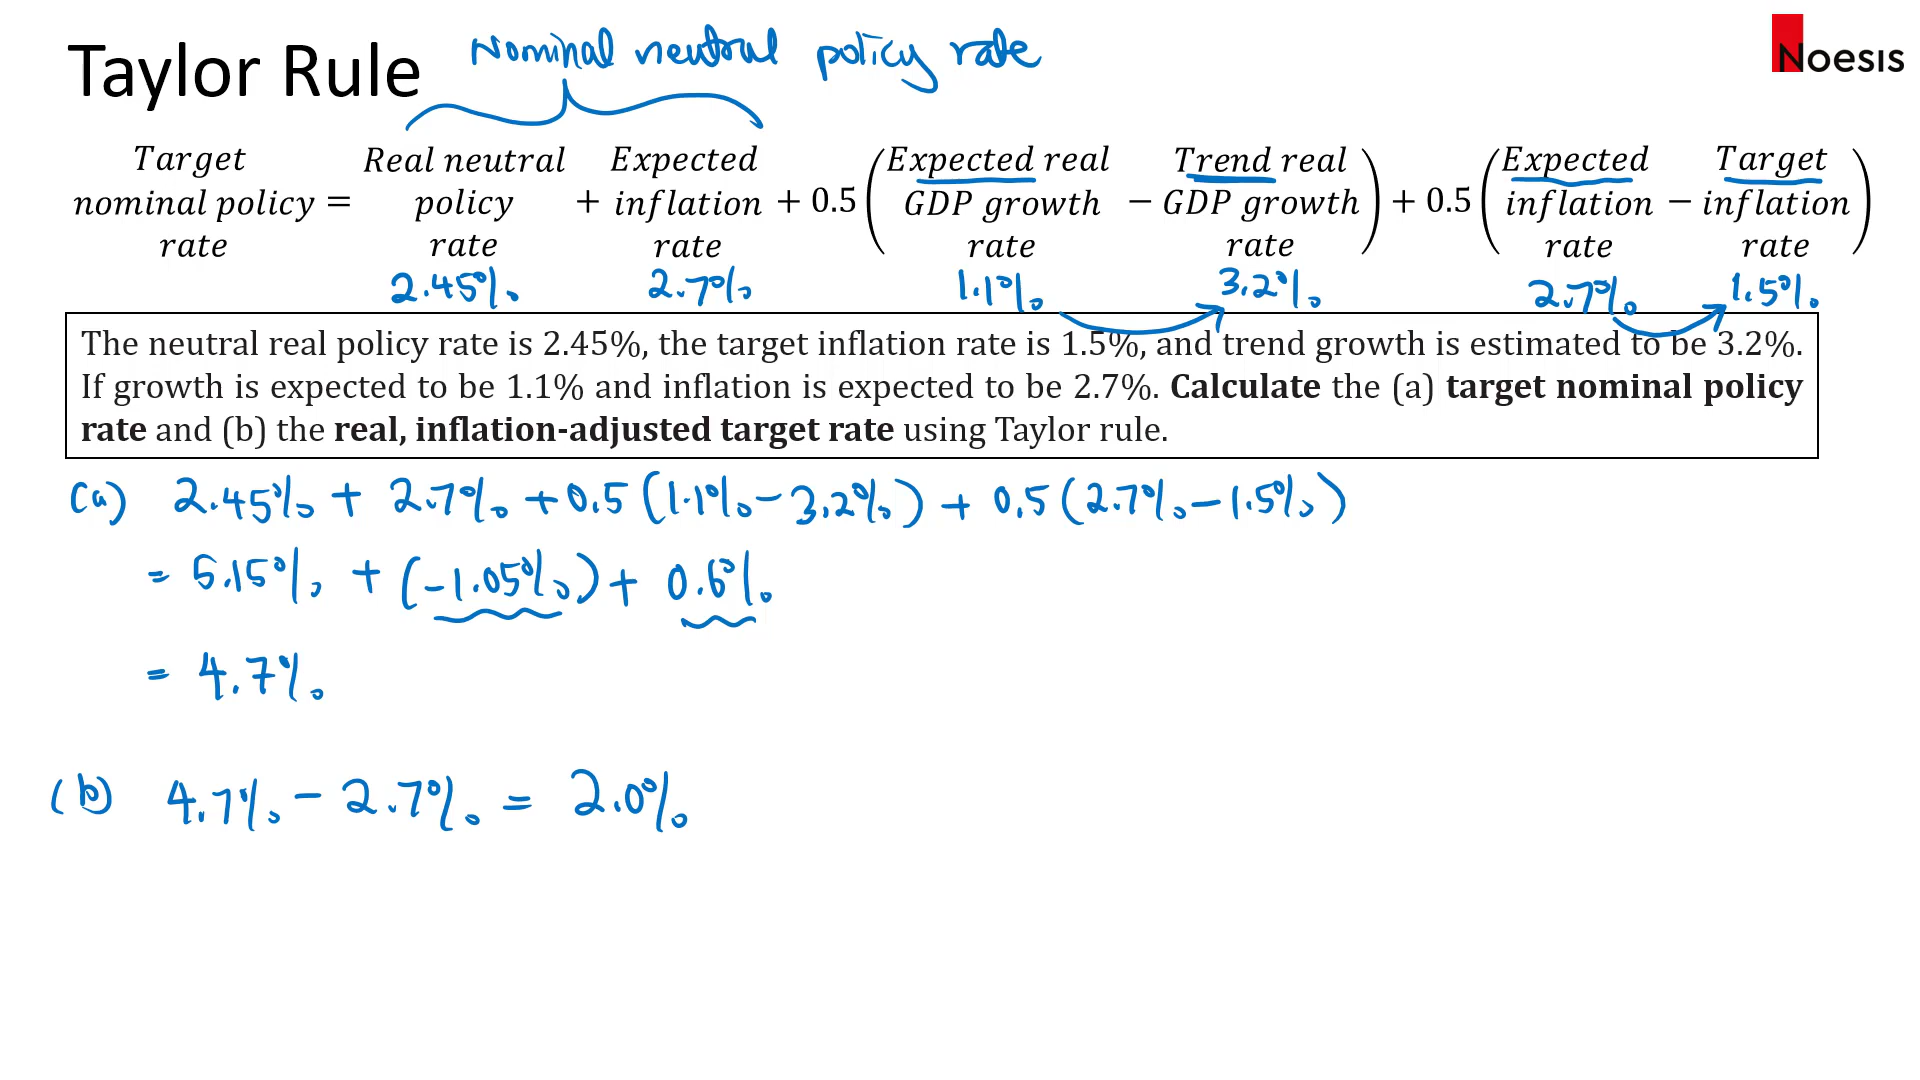 Taylor Rule
Nominal neutral policy rate
Noesis
Target nominal policy rate = Real neutral policy rate + Expected inflation rate + 0.5 (Expected real GDP growth rate − Trend real GDP growth rate) + 0.5 (Expected inflation rate − Target inflation rate)
2.45% 2.7% 1.1% 3.2% 2.7% 1.5%
The neutral real policy rate is 2.45%, the target inflation rate is 1.5%, and trend growth is estimated to be 3.2%.
If growth is expected to be 1.1% and inflation is expected to be 2.7%. Calculate the (a) target nominal policy
rate and (b) the real, inflation-adjusted target rate using Taylor rule.
(a) 2.45% + 2.7% + 0.5 (1.1% − 3.2%) + 0.5 (2.7% − 1.5%)
= 5.15% + (−1.05%) + 0.6%
= 4.7%
(b) 4.7% − 2.7% = 2.0%